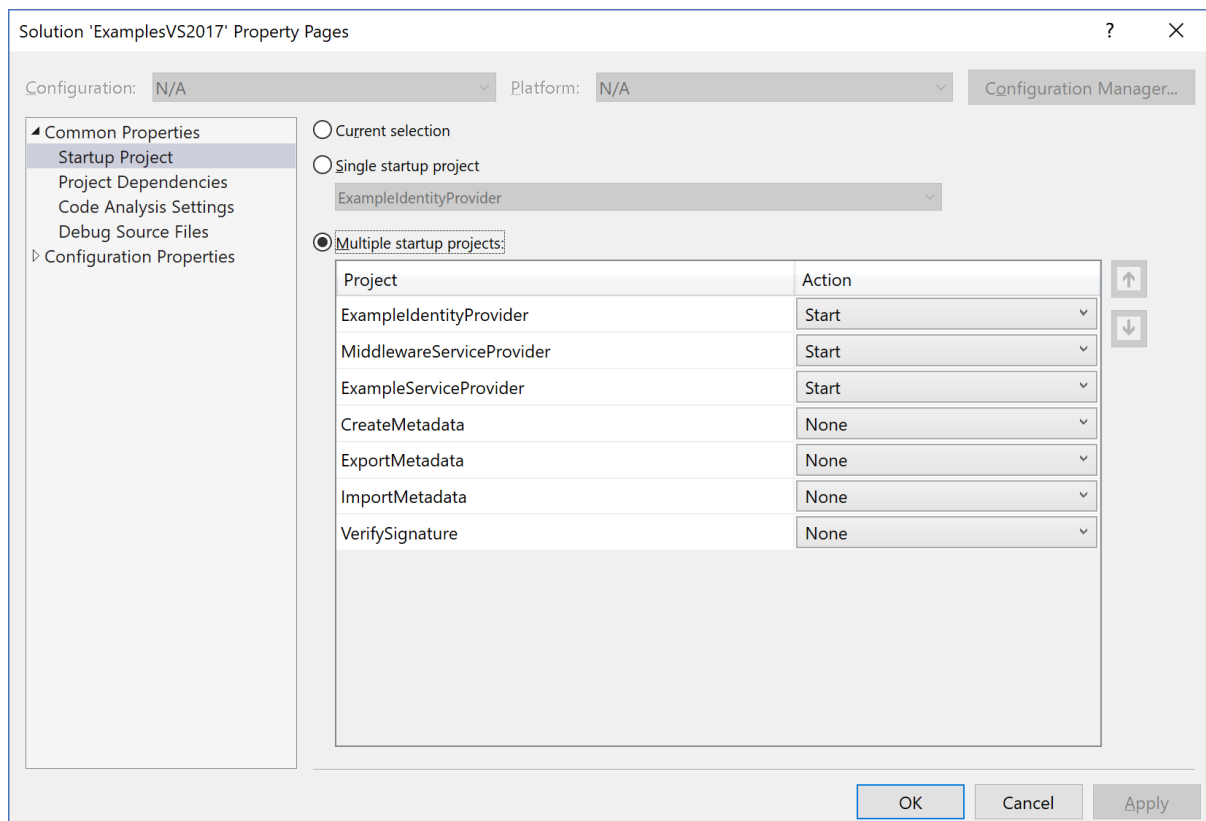 Solution 'ExamplesVS2017' Property Pages
?
Configuration: N/A Platform: N/A Configuration Manager...
Common Properties
Startup Project
Project Dependencies
Code Analysis Settings
Debug Source Files
Configuration Properties
Current selection
Single startup project
ExampleIdentityProvider
Multiple startup projects:
Project Action
ExampleIdentityProvider Start
MiddlewareServiceProvider Start
ExampleServiceProvider Start
CreateMetadata None
ExportMetadata None
ImportMetadata None
VerifySignature None
OK Cancel Apply